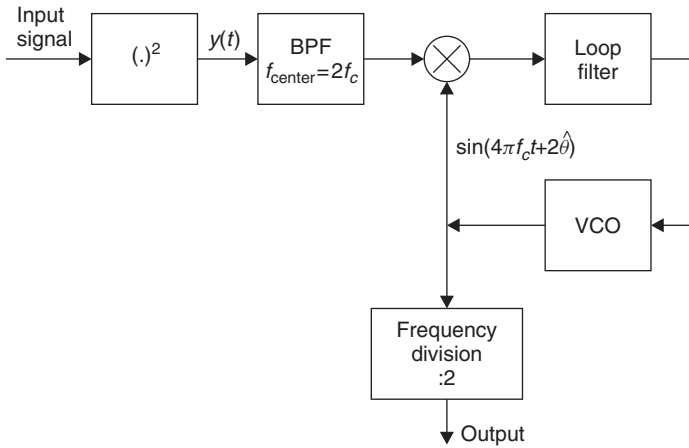 Input
signal
(.)²
y(t)
BPF
f_center=2f_c
Loop
filter
sin(4πf_ct+2θ̂)
VCO
Frequency
division
:2
Output